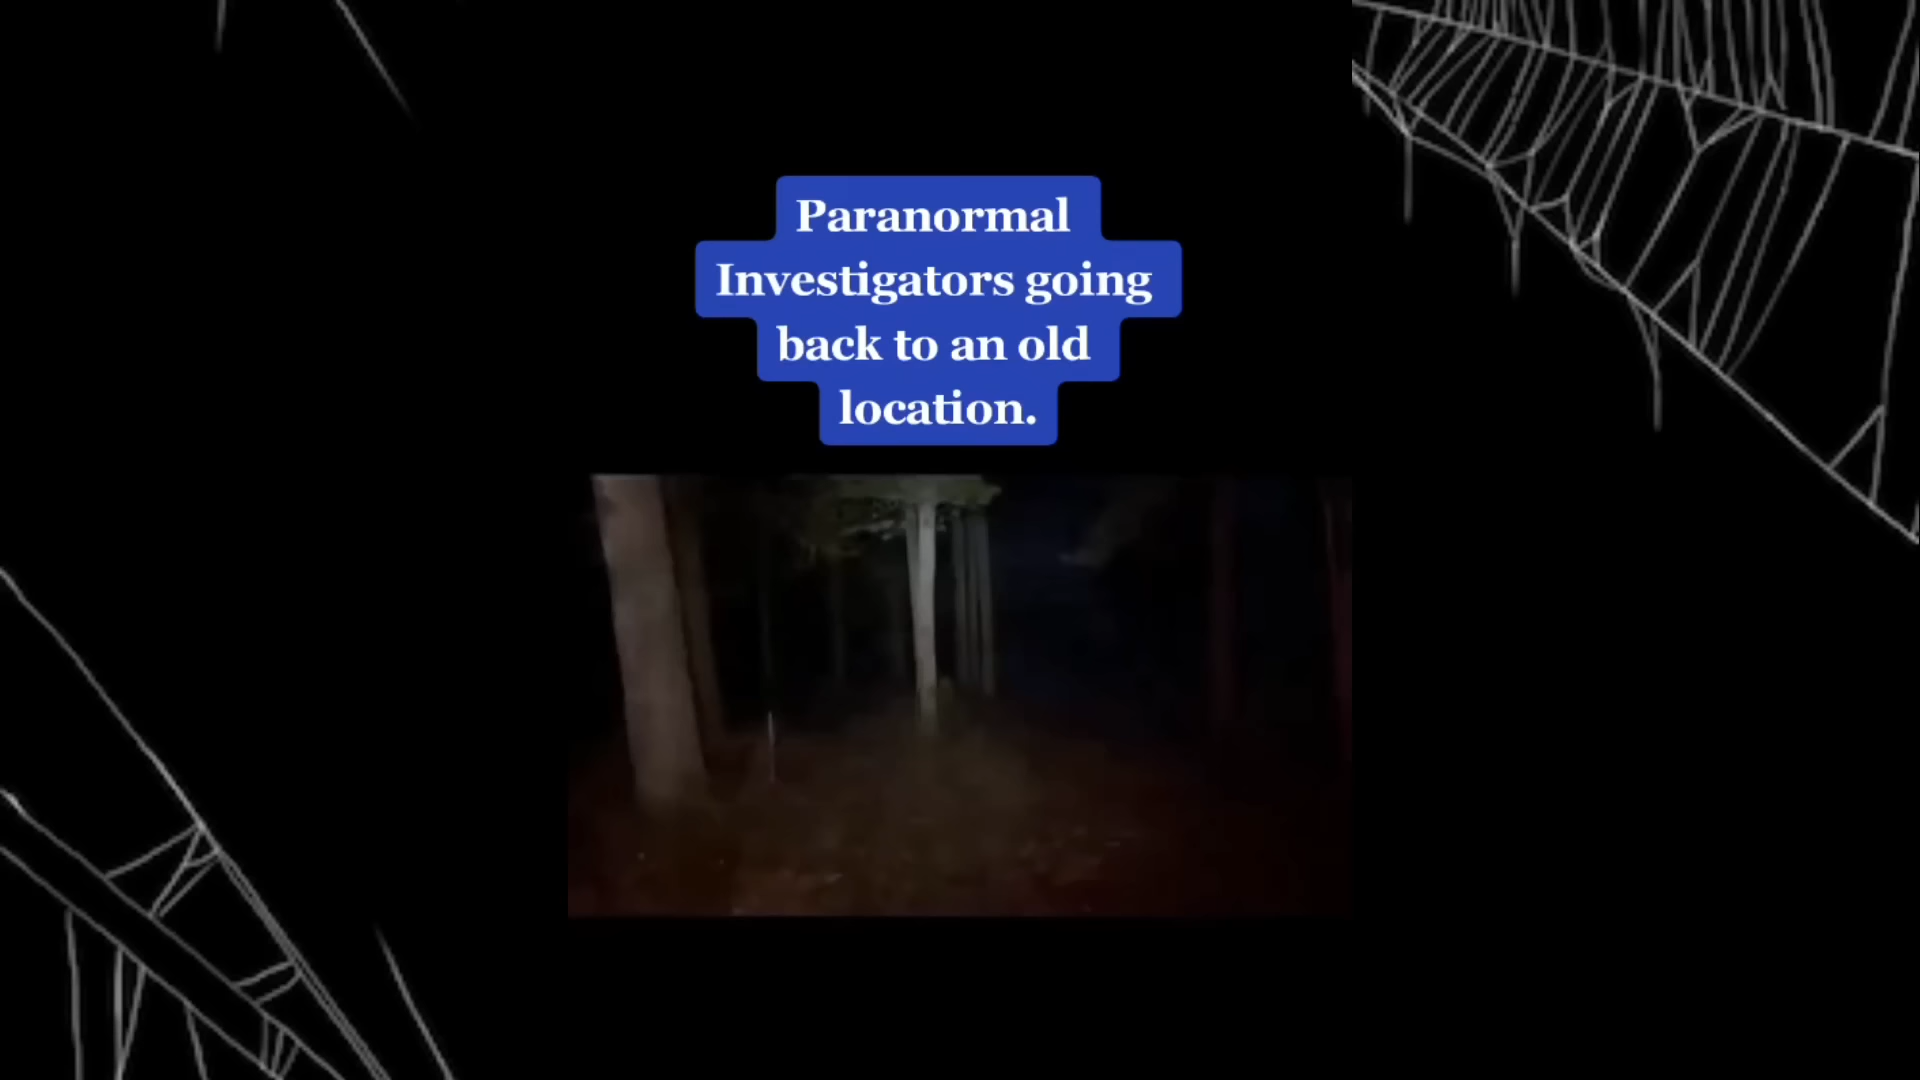 Paranormal
Investigators going
back to an old
location.